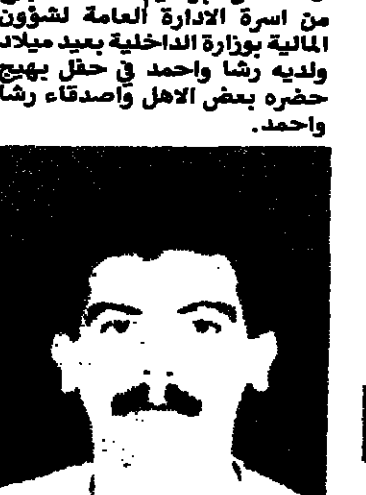 من اسرة الادارة العامة لشؤون
المالية بوزارة الداخلية بعيد ميلاد
ولديه رشا واحمد في حفل بهيج
حضره بعض الاهل واصدقاء رشا
واحمد.